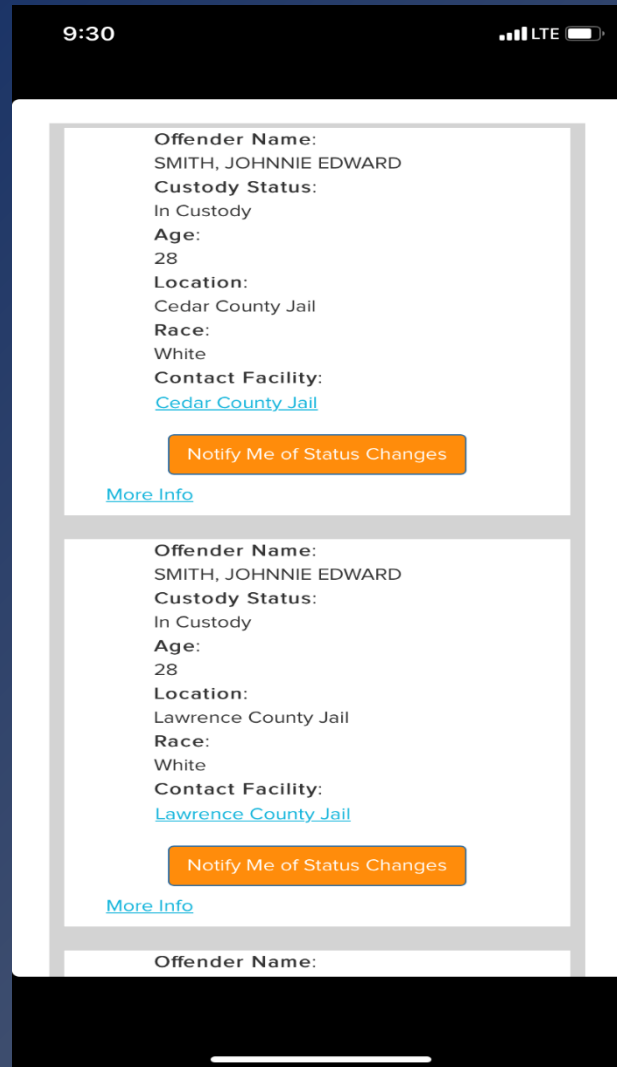 9:30
LTE
Offender Name:
SMITH, JOHNNIE EDWARD
Custody Status:
In Custody
Age:
28
Location:
Cedar County Jail
Race:
White
Contact Facility:
Cedar County Jail
Notify Me of Status Changes
More Info
Offender Name:
SMITH, JOHNNIE EDWARD
Custody Status:
In Custody
Age:
28
Location:
Lawrence County Jail
Race:
White
Contact Facility:
Lawrence County Jail
Notify Me of Status Changes
More Info
Offender Name: